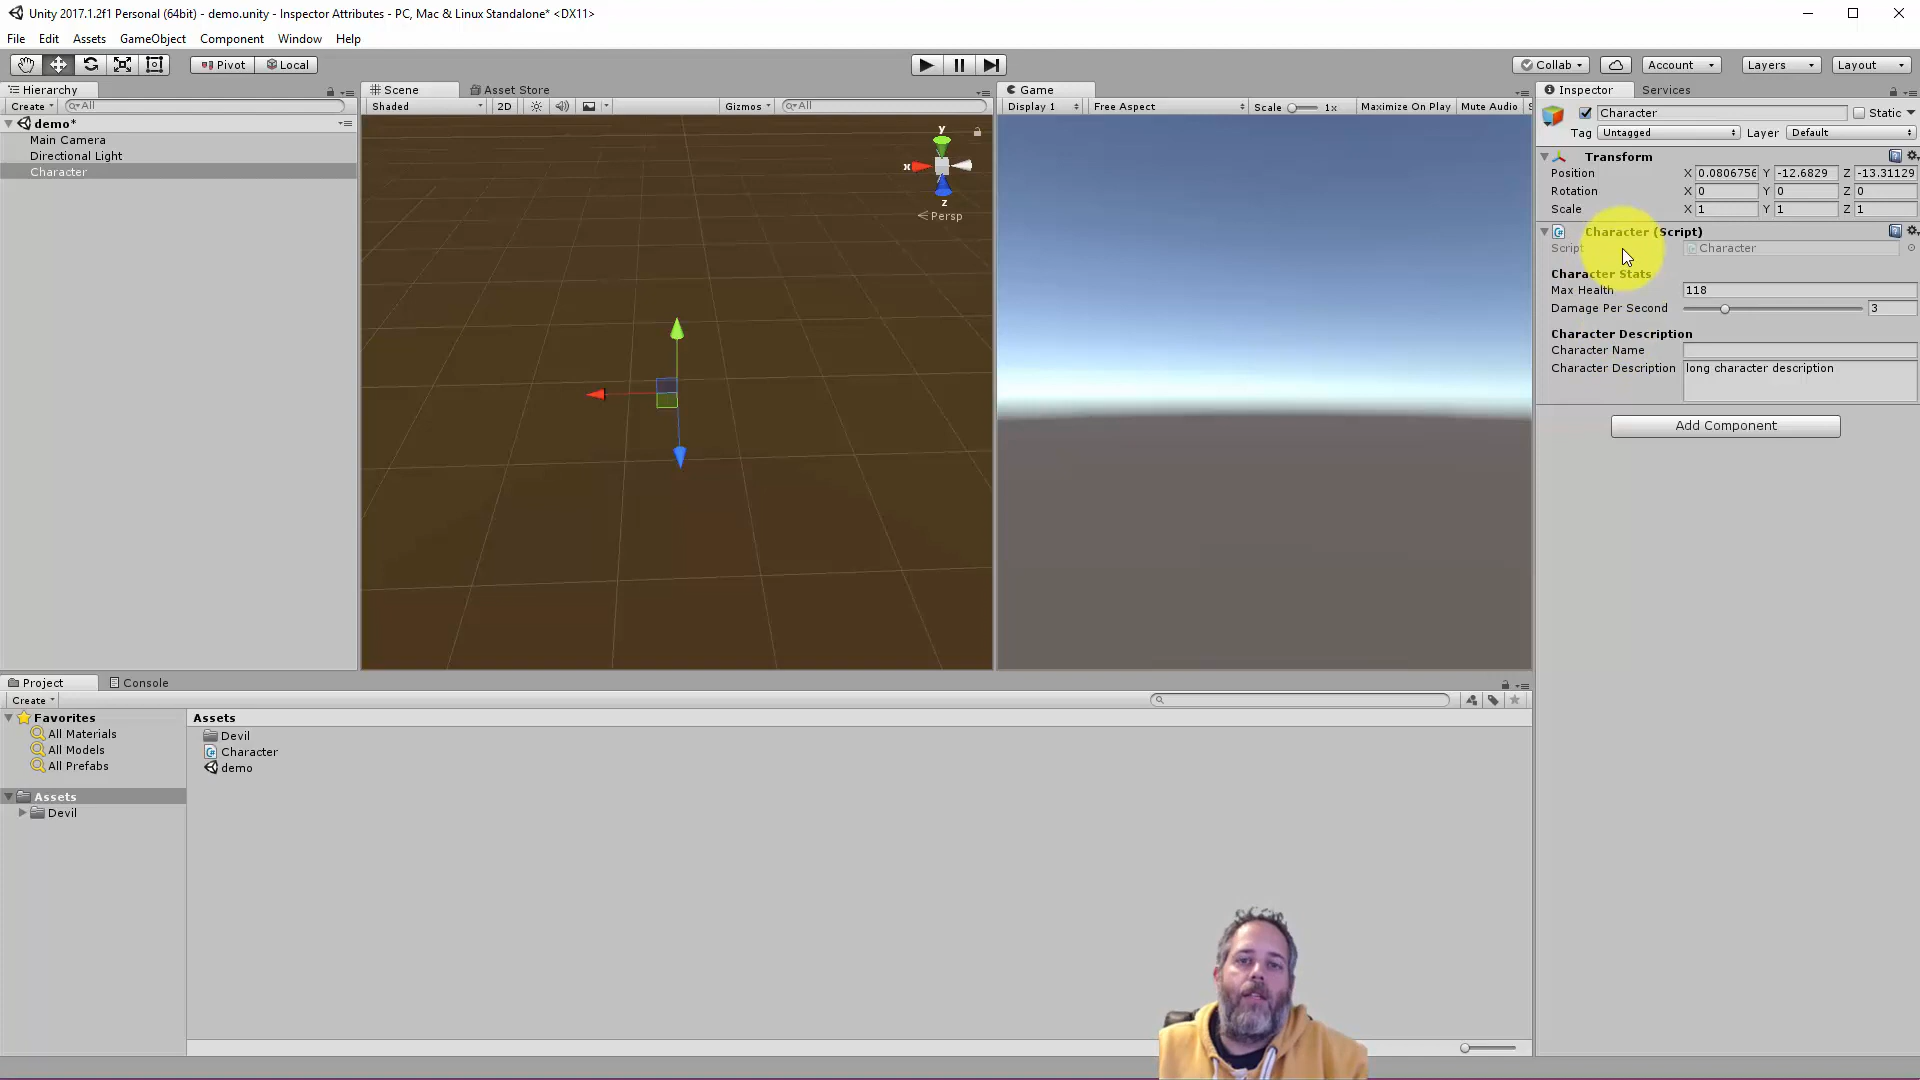 Unity 2017.1.2f1 Personal (64bit) - demo.unity - Inspector Attributes - PC, Mac & Linux Standalone* <DX11>
File Edit Assets GameObject Component Window Help
Pivot Local Collab Account Layers Layout
Hierarchy
Create All
demo*
Main Camera
Directional Light
Character
Scene Asset Store
Shaded 2D Gizmos All
y
x
z
Persp
Game
Display 1 Free Aspect Scale 1x Maximize On Play Mute Audio S
Inspector Services
Character Static
Tag Untagged Layer Default
Transform
Position X 0.0806756 Y -12.6829 Z -13.31129
Rotation X 0 Y 0 Z 0
Scale X 1 Y 1 Z 1
Character (Script)
Script Character
Character Stats
Max Health 118
Damage Per Second 3
Character Description
Character Name
Character Description long character description
Add Component
Project Console
Create
Favorites
All Materials
All Models
All Prefabs
Assets
Devil
Assets
Devil
Character
demo